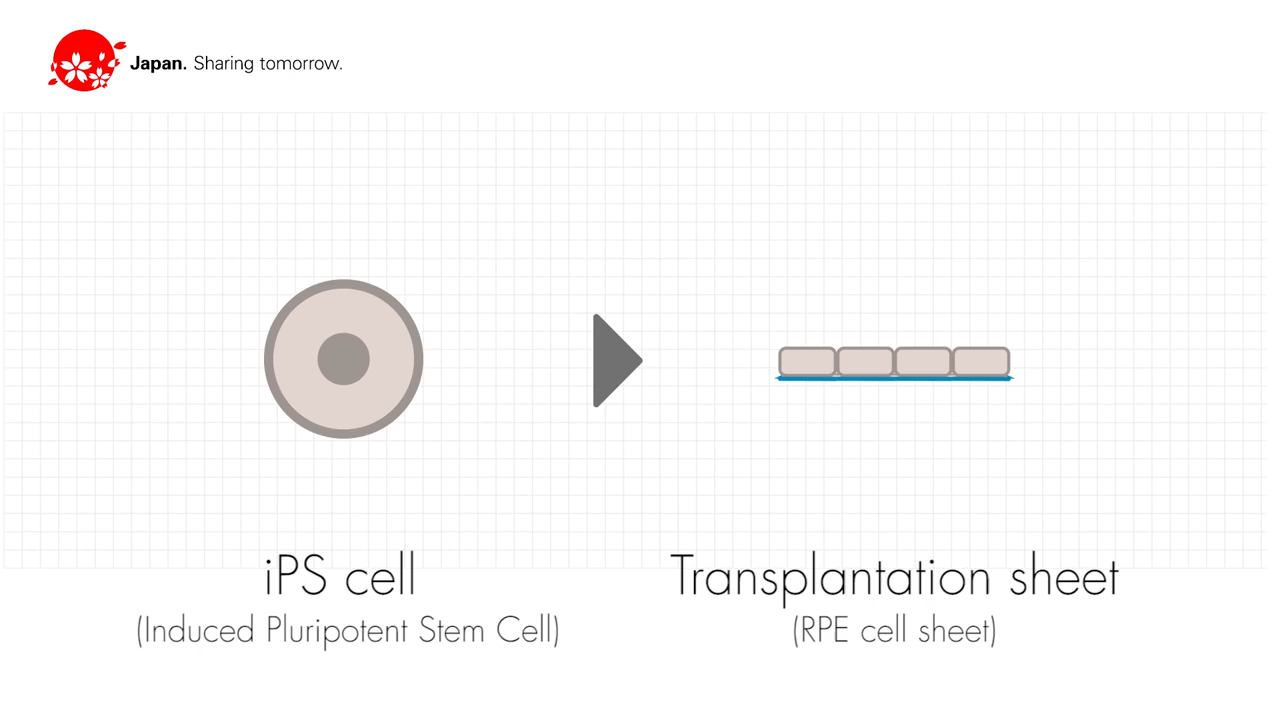 Japan. Sharing tomorrow.
iPS cell
(Induced Pluripotent Stem Cell)
Transplantation sheet
(RPE cell sheet)